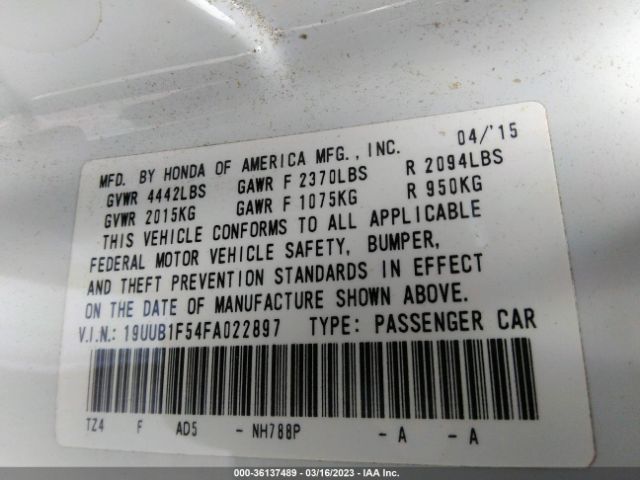 04/'15
MFD. BY HONDA OF AMERICA MFG., INC.
GVWR 4442LBS GAWR F 2370LBS R 2094LBS
GVWR 2015KG GAWR F 1075KG R 950KG
THIS VEHICLE CONFORMS TO ALL APPLICABLE
FEDERAL MOTOR VEHICLE SAFETY, BUMPER,
AND THEFT PREVENTION STANDARDS IN EFFECT
ON THE DATE OF MANUFACTURE SHOWN ABOVE.
V.I.N.: 19UUB1F54FA022897 TYPE: PASSENGER CAR
TZ4 F AD5 - NH788P - A - A
000-36137489 - 03/16/2023 - IAA Inc.